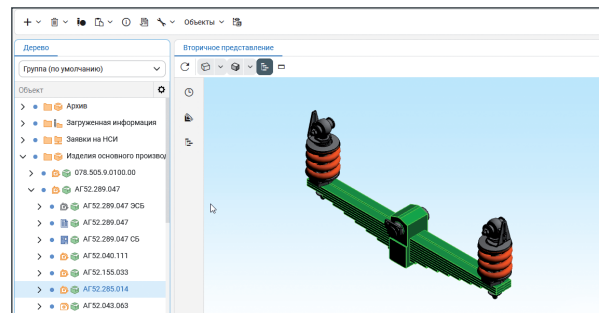 Объекты
Дерево
Вторичное представление
Группа (по умолчанию)
Объект
Архив
Загруженная информация
Заявки на НСИ
Изделия основного производ
078.505.9.0100.00
АГ52.289.047
АГ52.289.047 ЭСБ
АГ52.289.047
АГ52.289.047 СБ
АГ52.040.111
АГ52.155.033
АГ52.285.014
АГ52.043.063